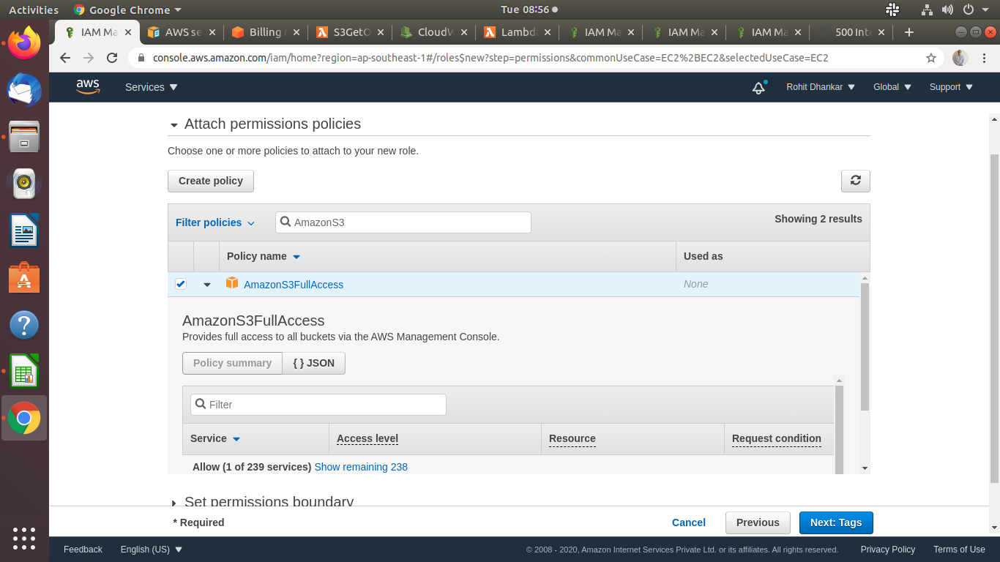 Activities Google Chrome Tue 08:56
IAM Ma AWS se Billing S3GetO CloudW Lambd IAM Ma IAM Ma IAM Ma 500 Inte
console.aws.amazon.com/iam/home?region=ap-southeast-1#/roles$new?step=permissions&commonUseCase=EC2%2BEC2&selectedUseCase=EC2
aws Services Rohit Dhankar Global Support
Attach permissions policies
Choose one or more policies to attach to your new role.
Create policy
Filter policies AmazonS3 Showing 2 results
Policy name Used as
AmazonS3FullAccess None
AmazonS3FullAccess
Provides full access to all buckets via the AWS Management Console.
Policy summary { } JSON
Filter
Service Access level Resource Request condition
Allow (1 of 239 services) Show remaining 238
Set permissions boundary
* Required Cancel Previous Next: Tags
Feedback English (US) © 2008 - 2020, Amazon Internet Services Private Ltd. or its affiliates. All rights reserved. Privacy Policy Terms of Use